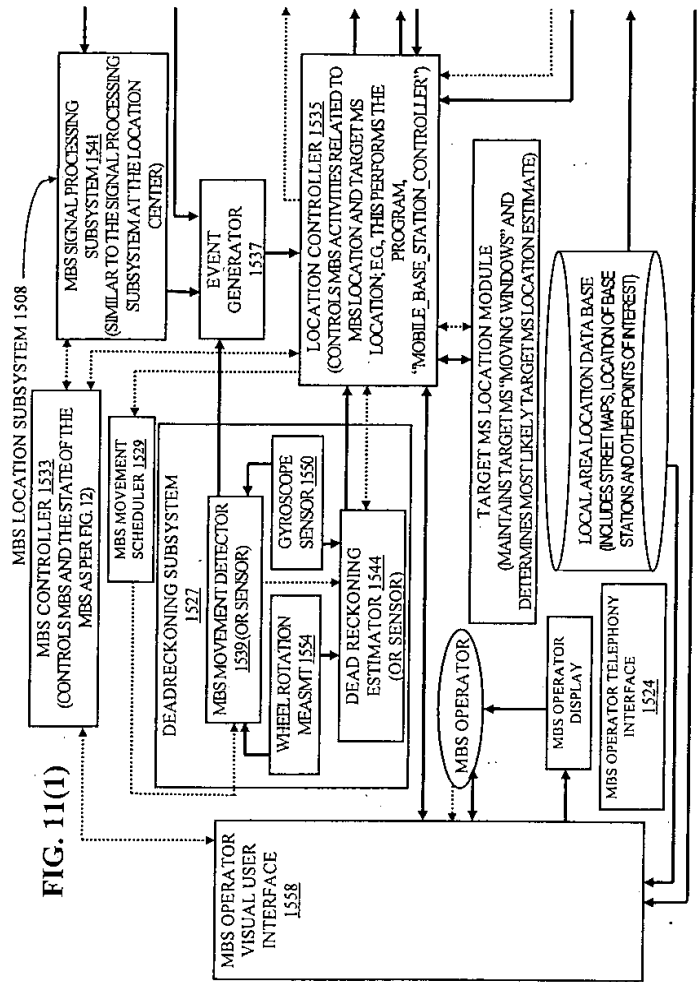 FIG. 11(1)
MBS LOCATION SUBSYSTEM 1508
MBS CONTROLLER 1533
(CONTROLS MBS AND THE STATE OF THE
MBS AS PER FIG. 12)
MBS SIGNAL PROCESSING
SUBSYSTEM 1541
(SIMILAR TO THE SIGNAL PROCESSING
SUBSYSTEM AT THE LOCATION
CENTER)
MBS MOVEMENT
SCHEDULER 1529
EVENT
GENERATOR
1537
DEADRECKONING SUBSYSTEM
1527
MBS MOVEMENT DETECTOR
1539 (OR SENSOR)
GYROSCOPE
SENSOR 1550
WHEEL ROTATION
MEASMT 1554
DEAD RECKONING
ESTIMATOR 1544
(OR SENSOR)
LOCATION CONTROLLER 1535
(CONTROLS MBS ACTIVITIES RELATED TO
MBS LOCATION AND TARGET MS
LOCATION; E.G., THIS PERFORMS THE
PROGRAM,
"MOBILE_BASE_STATION_CONTROLLER")
MBS OPERATOR
VISUAL USER
INTERFACE
1558
MBS OPERATOR
TARGET MS LOCATION MODULE
(MAINTAINS TARGET MS "MOVING WINDOWS" AND
DETERMINES MOST LIKELY TARGET MS LOCATION ESTIMATE)
MBS OPERATOR
DISPLAY
LOCAL AREA LOCATION DATA BASE
(INCLUDES STREET MAPS, LOCATION OF BASE
STATIONS AND OTHER POINTS OF INTEREST)
MBS OPERATOR TELEPHONY
INTERFACE
1524